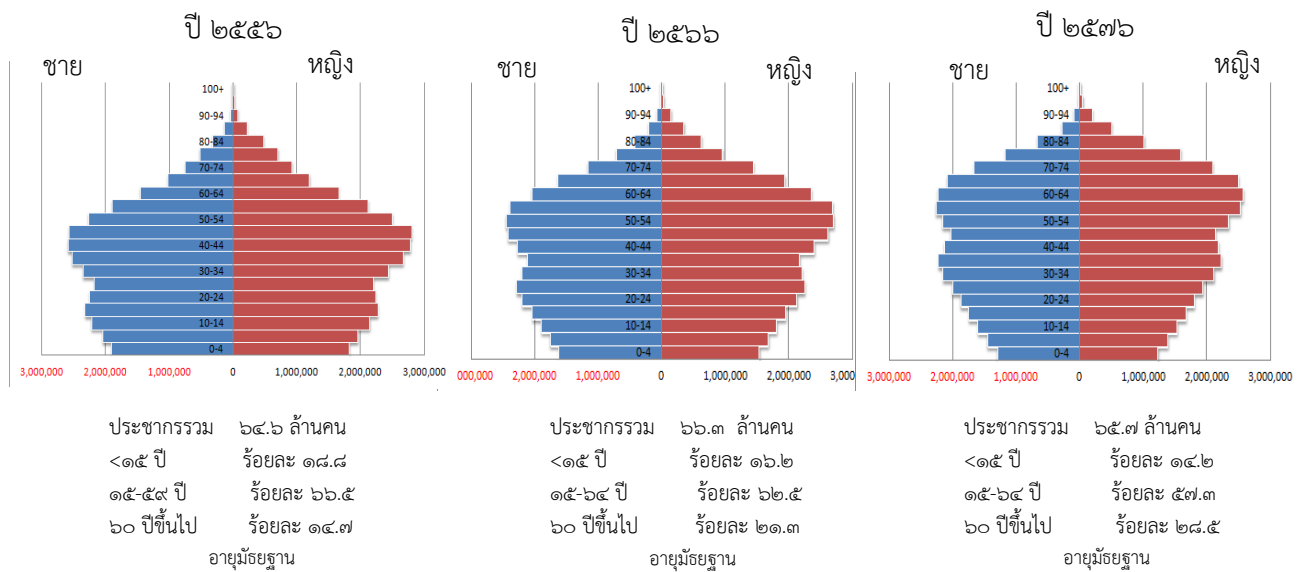 ปี ๒๕๕๖
ชาย หญิง
100+
90-94
80-84
70-74
60-64
50-54
40-44
30-34
20-24
10-14
0-4
3,000,000 2,000,000 1,000,000 0 1,000,000 2,000,000 3,000,000
ประชากรรวม ๖๔.๖ ล้านคน
<๑๕ ปี ร้อยละ ๑๘.๘
๑๕-๕๙ ปี ร้อยละ ๖๖.๕
๖๐ ปีขึ้นไป ร้อยละ ๑๔.๗
อายุมัธยฐาน
ปี ๒๕๖๖
ชาย หญิง
100+
90-94
80-84
70-74
60-64
50-54
40-44
30-34
20-24
10-14
0-4
000,000 2,000,000 1,000,000 0 1,000,000 2,000,000 3,000
ประชากรรวม ๖๖.๓ ล้านคน
<๑๕ ปี ร้อยละ ๑๖.๒
๑๕-๖๔ ปี ร้อยละ ๖๒.๕
๖๐ ปีขึ้นไป ร้อยละ ๒๑.๓
อายุมัธยฐาน
ปี ๒๕๗๖
ชาย หญิง
100+
90-94
80-84
70-74
60-64
50-54
40-44
30-34
20-24
10-14
0-4
3,000,000 2,000,000 1,000,000 0 1,000,000 2,000,000 3,000,000
ประชากรรวม ๖๕.๗ ล้านคน
<๑๕ ปี ร้อยละ ๑๔.๒
๑๕-๖๔ ปี ร้อยละ ๕๗.๓
๖๐ ปีขึ้นไป ร้อยละ ๒๘.๕
อายุมัธยฐาน